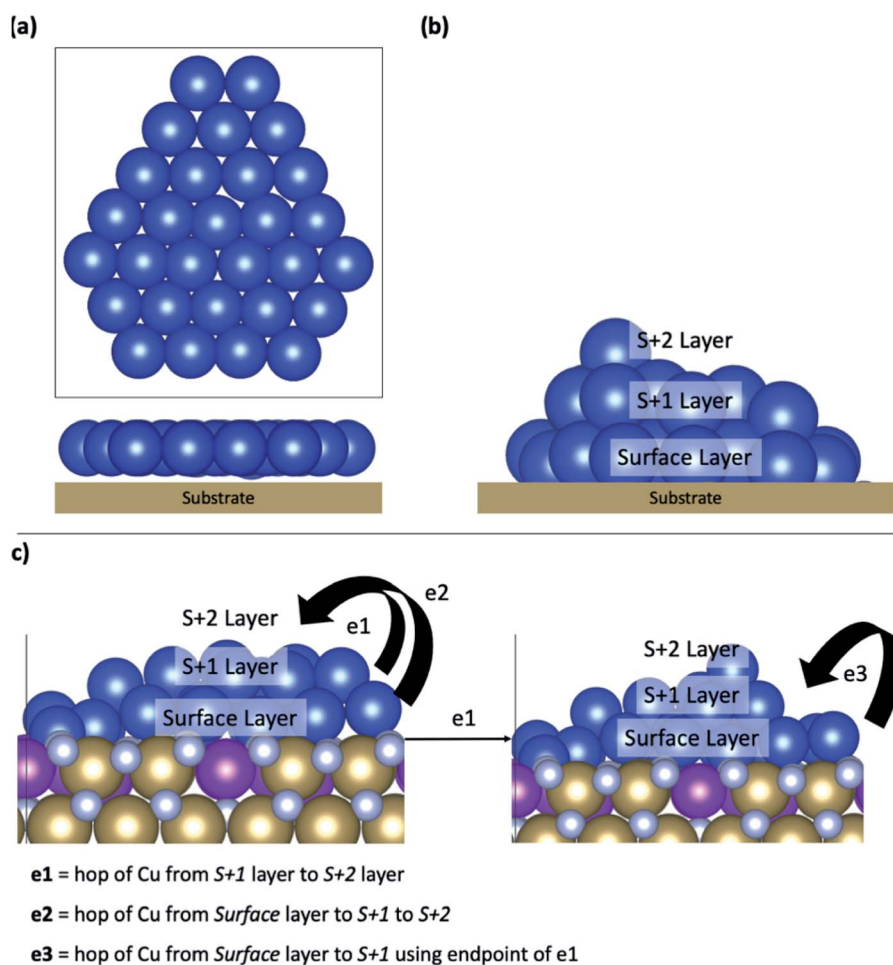 (a)
(b)
S+2 Layer
S+1 Layer
Surface Layer
Substrate
Substrate
c)
e2
S+2 Layer
e1
S+2 Layer
S+1 Layer
e3
S+1 Layer
Surface Layer
e1
Surface Layer
e1 = hop of Cu from S+1 layer to S+2 layer
e2 = hop of Cu from Surface layer to S+1 to S+2
e3 = hop of Cu from Surface layer to S+1 using endpoint of e1